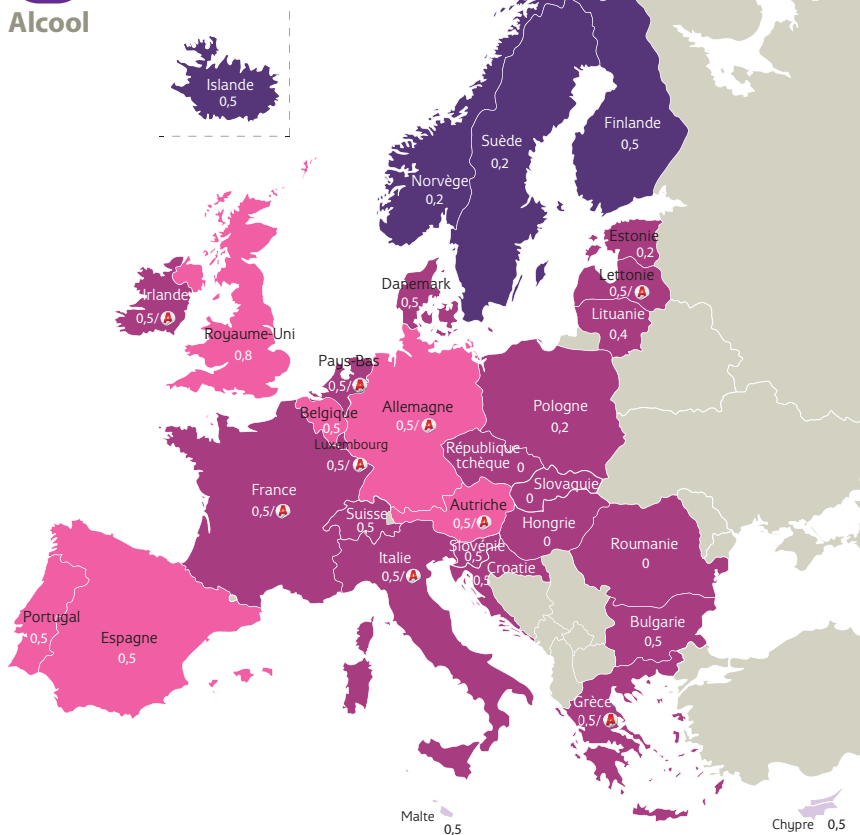 Alcool
Islande
0,5
Finlande
0,5
Suède
0,2
Norvège
0,2
Estonie
0,2
Lettonie
0,5/ A
Lituanie
0,4
Danemark
0,5
Irlande
0,5/ A
Royaume-Uni
0,8
Pays-Bas
0,5/ A
Belgique
0,5
Allemagne
0,5/ A
Pologne
0,2
Luxembourg
0,5/ A
République
tchèque 0
Slovaquie
0
France
0,5/ A
Suisse
0,5
Autriche
0,5/ A
Hongrie
0
Roumanie
0
Slovénie
0,5
Croatie
0,5
Italie
0,5/ A
Portugal
0,5
Espagne
0,5
Bulgarie
0,5
Grèce
0,5/ A
Malte
0,5
Chypre 0,5